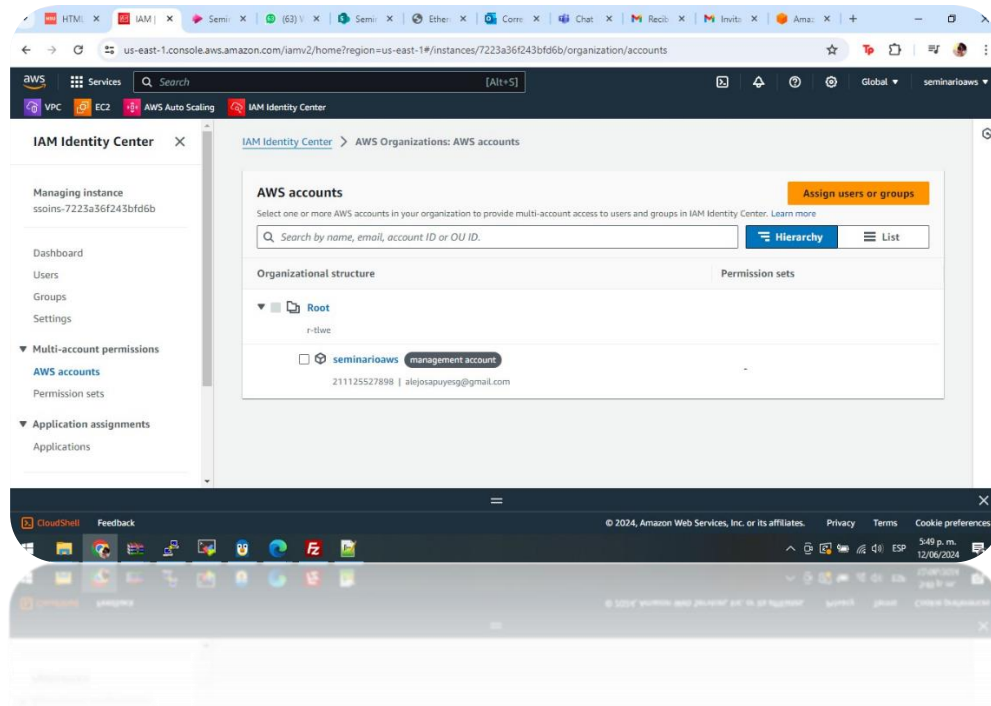 HTML
IAM |
Semin
(63) V
Semin
Ether
Corre
Chat
Recib
Invita
Ama
us-east-1.console.aws.amazon.com/iamv2/home?region=us-east-1#/instances/7223a36f243bfd6b/organization/accounts
aws
Services
Search
[Alt+S]
Global
seminarioaws
VPC
EC2
AWS Auto Scaling
IAM Identity Center
IAM Identity Center
Managing instance
ssoins-7223a36f243bfd6b
Dashboard
Users
Groups
Settings
Multi-account permissions
AWS accounts
Permission sets
Application assignments
Applications
IAM Identity Center > AWS Organizations: AWS accounts
AWS accounts
Assign users or groups
Select one or more AWS accounts in your organization to provide multi-account access to users and groups in IAM Identity Center. Learn more
Search by name, email, account ID or OU ID.
Hierarchy
List
Organizational structure
Permission sets
Root
r-tlwe
seminarioaws management account
211125527898 | alejosapuyesg@gmail.com
-
CloudShell
Feedback
© 2024, Amazon Web Services, Inc. or its affiliates.
Privacy
Terms
Cookie preferences
ESP
5:49 p. m.
12/06/2024